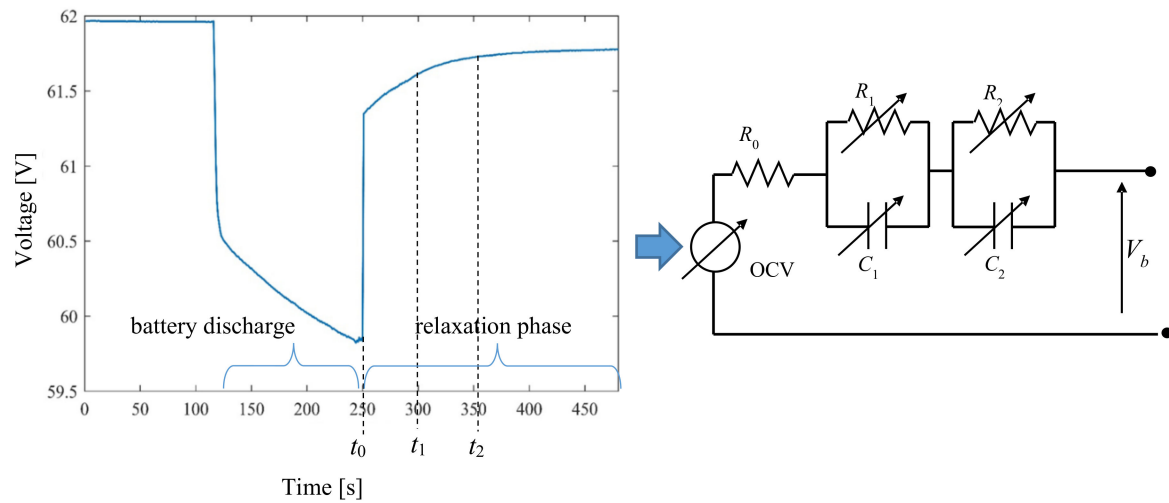 62
61.5
61
60.5
60
59.5
Voltage [V]
battery discharge
relaxation phase
0 50 100 150 200 250 300 350 400 450
t0 t1 t2
Time [s]
R0
R1
C1
R2
C2
OCV
Vb